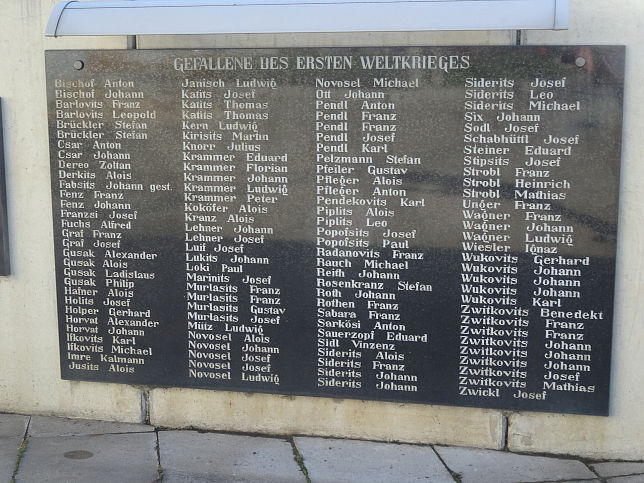 GEFALLENE DES ERSTEN WELTKRIEGES
Bischof Anton
Bischof Johann
Barlovits Franz
Barlovits Leopold
Brückler Stefan
Brückler Stefan
Csar Anton
Csar Johann
Dereo Zoltan
Derkits Alois
Fabsits Johann gest.
Fenz Franz
Fenz Johann
Franzsi Josef
Fuchs Alfred
Graf Franz
Graf Josef
Gusak Alexander
Gusak Alois
Gusak Ladislaus
Gusak Philip
Hafner Alois
Holits Josef
Holper Gerhard
Horvat Alexander
Horvat Johann
Ifkovits Karl
Ifkovits Michael
Imre Kalmann
Jusits Alois
Janisch Ludwig
Kaits Josef
Kaits Thomas
Kaits Thomas
Kern Ludwig
Kirisits Martin
Knorr Julius
Krammer Eduard
Krammer Florian
Krammer Johann
Krammer Ludwig
Krammer Peter
Kokofer Alois
Kranz Alois
Lehner Johann
Lehner Josef
Luif Josef
Lukits Johann
Loki Paul
Marinits Josef
Murlasits Franz
Murlasits Franz
Murlasits Gustav
Murlasits Josef
Mütz Ludwig
Novosel Alois
Novosel Johann
Novosel Josef
Novosel Josef
Novosel Ludwig
Novosel Michael
Ott Johann
Pendl Anton
Pendl Franz
Pendl Franz
Pendl Josef
Pendl Karl
Pelzmann Stefan
Pfeiler Gustav
Pfleger Alois
Pfleger Anton
Pendekovits Karl
Piplits Alois
Piplits Leo
Popofsits Josef
Popofsits Paul
Radanovits Franz
Rauch Michael
Reith Johann
Rosenkranz Stefan
Roth Johann
Rothen Franz
Sabara Franz
Sarkösi Anton
Sauerzopf Eduard
Sidl Vinzenz
Siderits Alois
Siderits Franz
Siderits Johann
Siderits Johann
Siderits Josef
Siderits Leo
Siderits Michael
Six Johann
Sodl Josef
Schabhüttl Josef
Steiner Eduard
Stipsits Josef
Strobl Franz
Strobl Heinrich
Strobl Mathias
Unger Franz
Wagner Franz
Wagner Johann
Wagner Ludwig
Wiesler Ignaz
Wukovits Gerhard
Wukovits Johann
Wukovits Johann
Wukovits Johann
Wukovits Karl
Zwitkovits Benedekt
Zwitkovits Franz
Zwitkovits Franz
Zwitkovits Johann
Zwitkovits Johann
Zwitkovits Johann
Zwitkovits Josef
Zwitkovits Mathias
Zwickl Josef